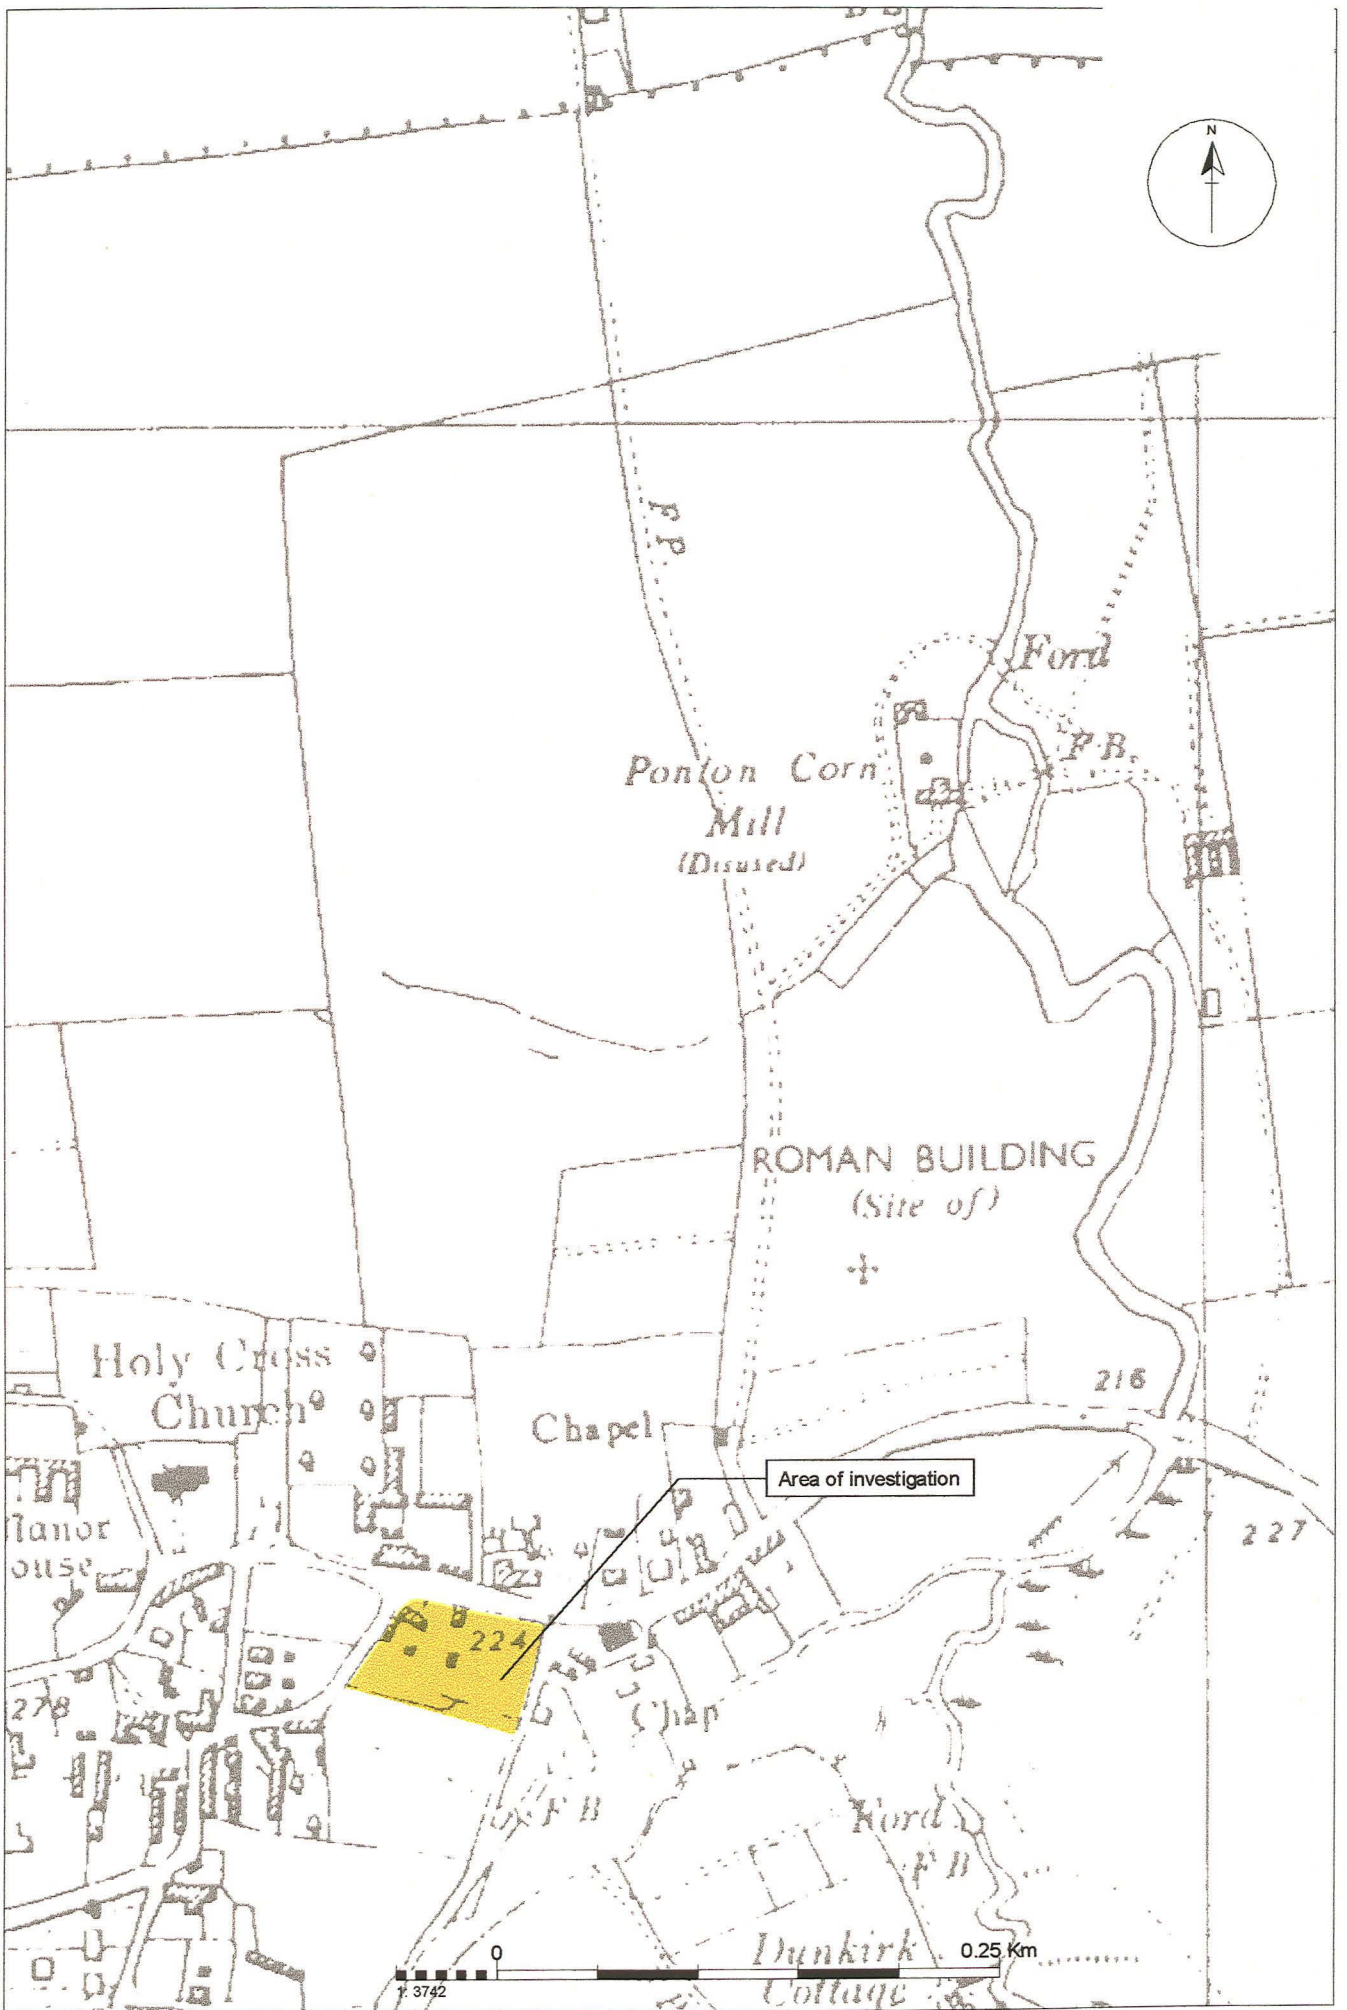 N
F P
Ford
F.B.
Ponton Corn
Mill
(Disused)
ROMAN BUILDING
(Site of)
Holy Cross
Church
216
Chapel
Area of investigation
227
224
278
Chap
F B
Ford
F B
Dunkirk
Cottage
0
0.25 Km
1: 3742